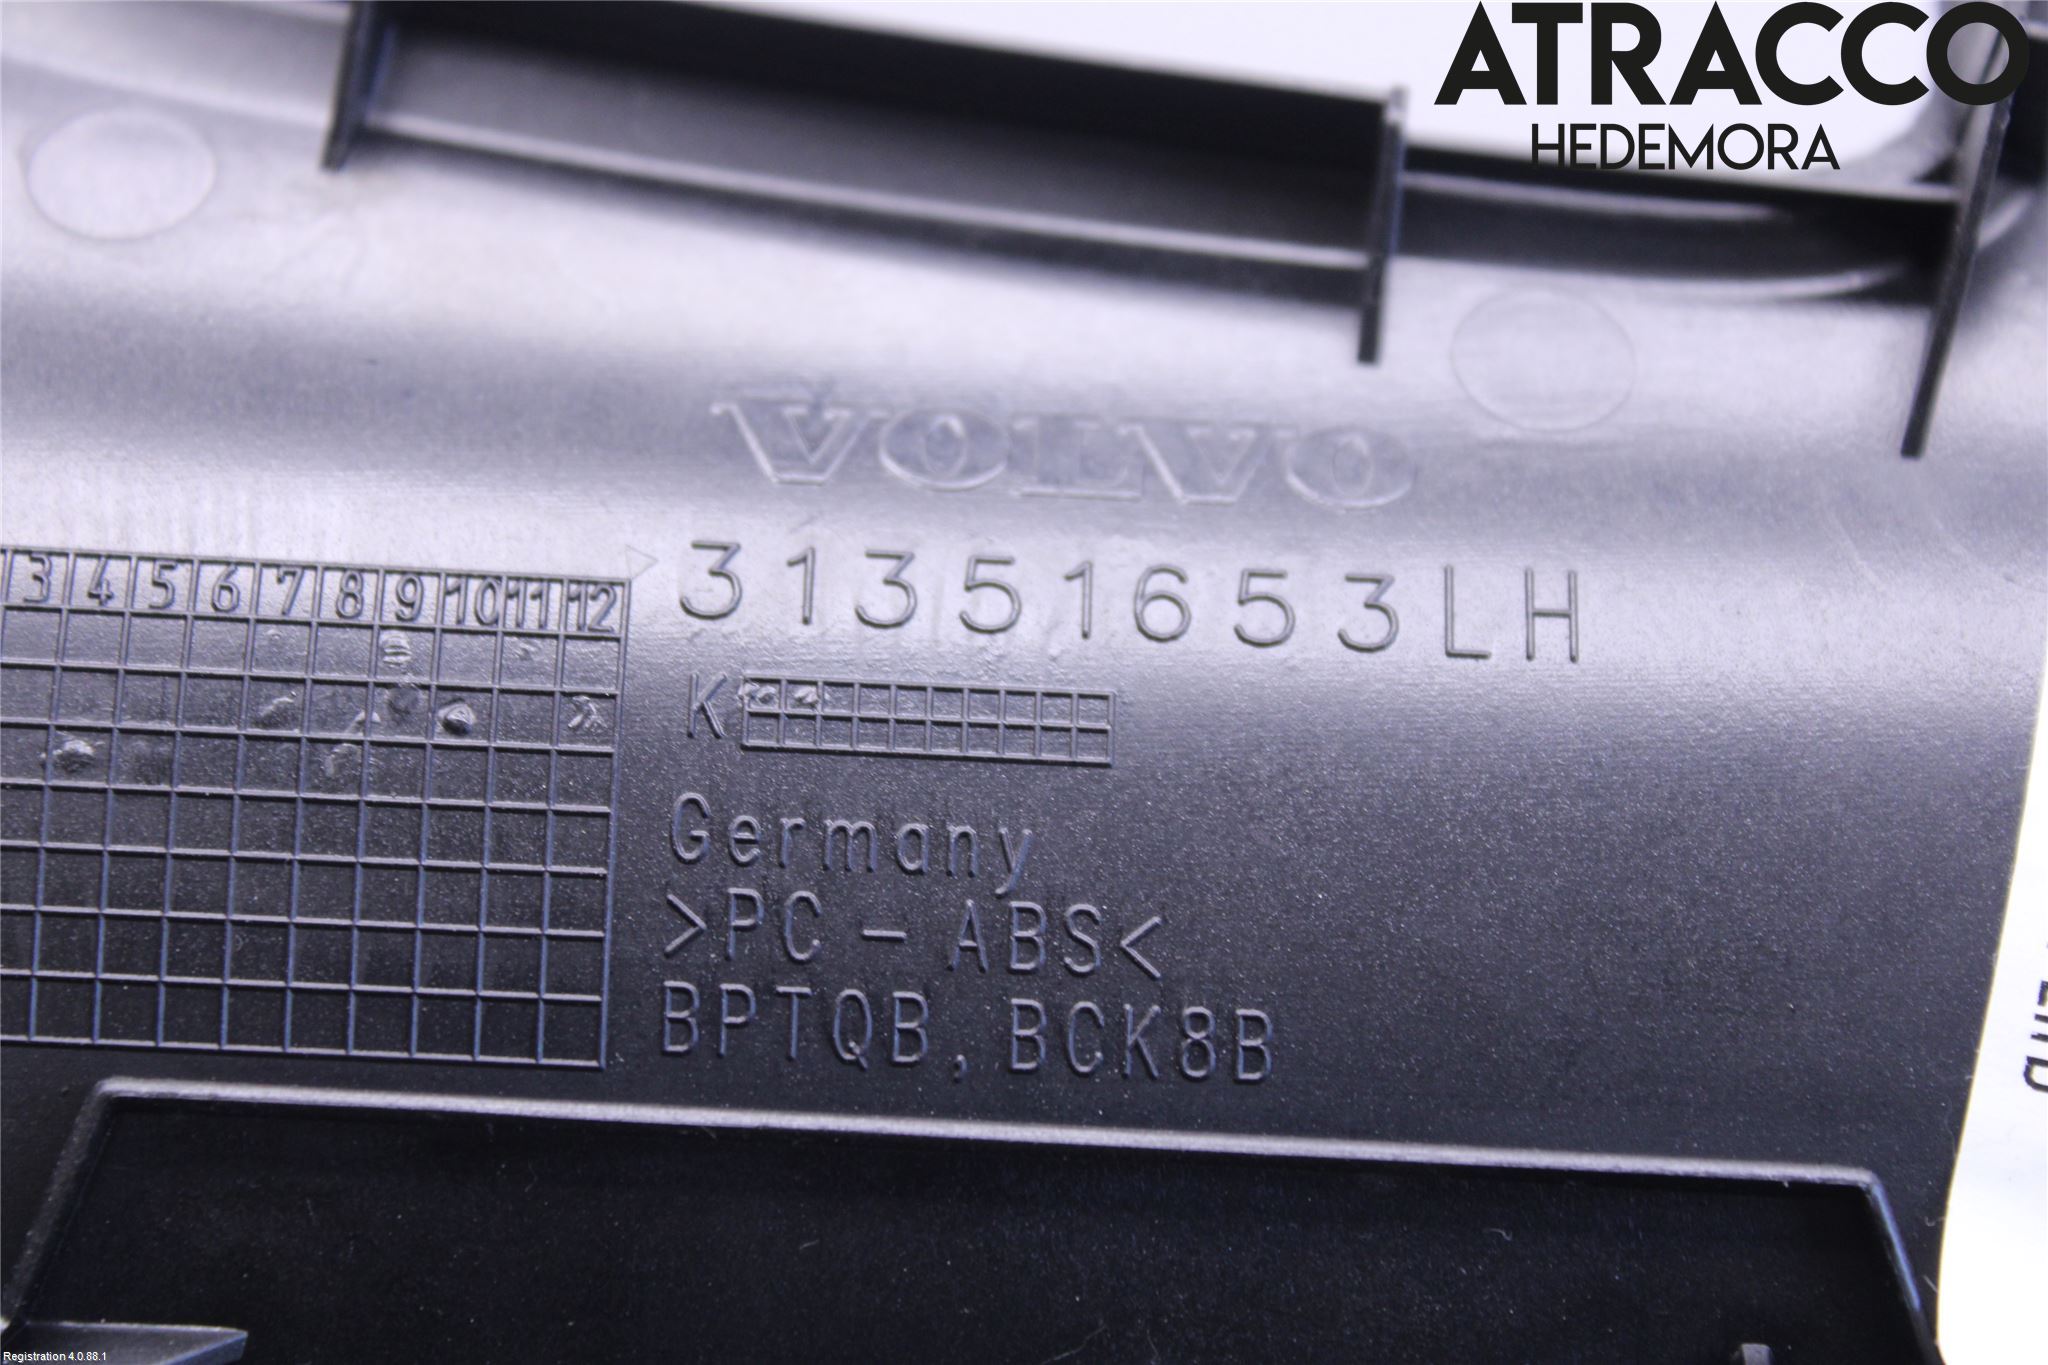 ATRACCO
HEDEMORA
VOLVO
31351653LH
3 4 5 6 7 8 9 10 11 12
K
Germany
>PC-ABS<
BPTQB, BCK8B
Registration 4.0.88.1